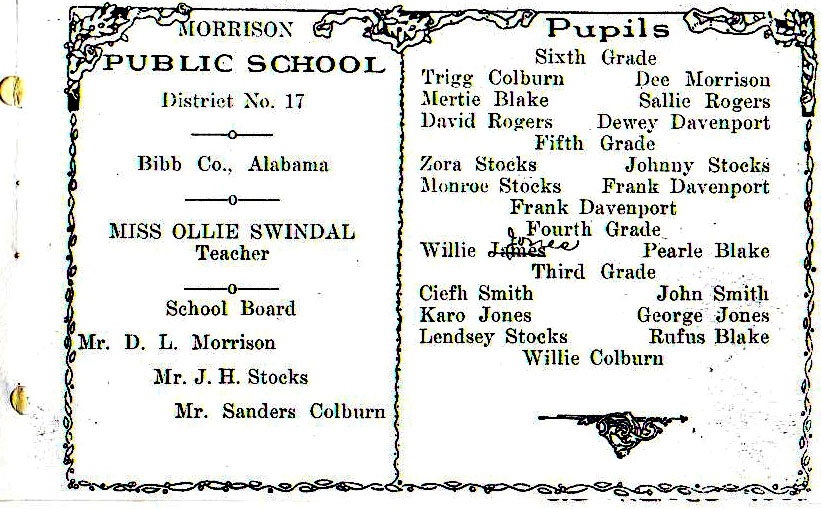 MORRISON
PUBLIC SCHOOL
District No. 17
Bibb Co., Alabama
MISS OLLIE SWINDAL
Teacher
School Board
Mr. D. L. Morrison
Mr. J. H. Stocks
Mr. Sanders Colburn
Pupils
Sixth Grade
Trigg Colburn Dee Morrison
Mertie Blake Sallie Rogers
David Rogers Dewey Davenport
Fifth Grade
Zora Stocks Johnny Stocks
Monroe Stocks Frank Davenport
Frank Davenport
Fourth Grade
Jones
Willie James Pearle Blake
Third Grade
Ciefh Smith John Smith
Karo Jones George Jones
Lendsey Stocks Rufus Blake
Willie Colburn